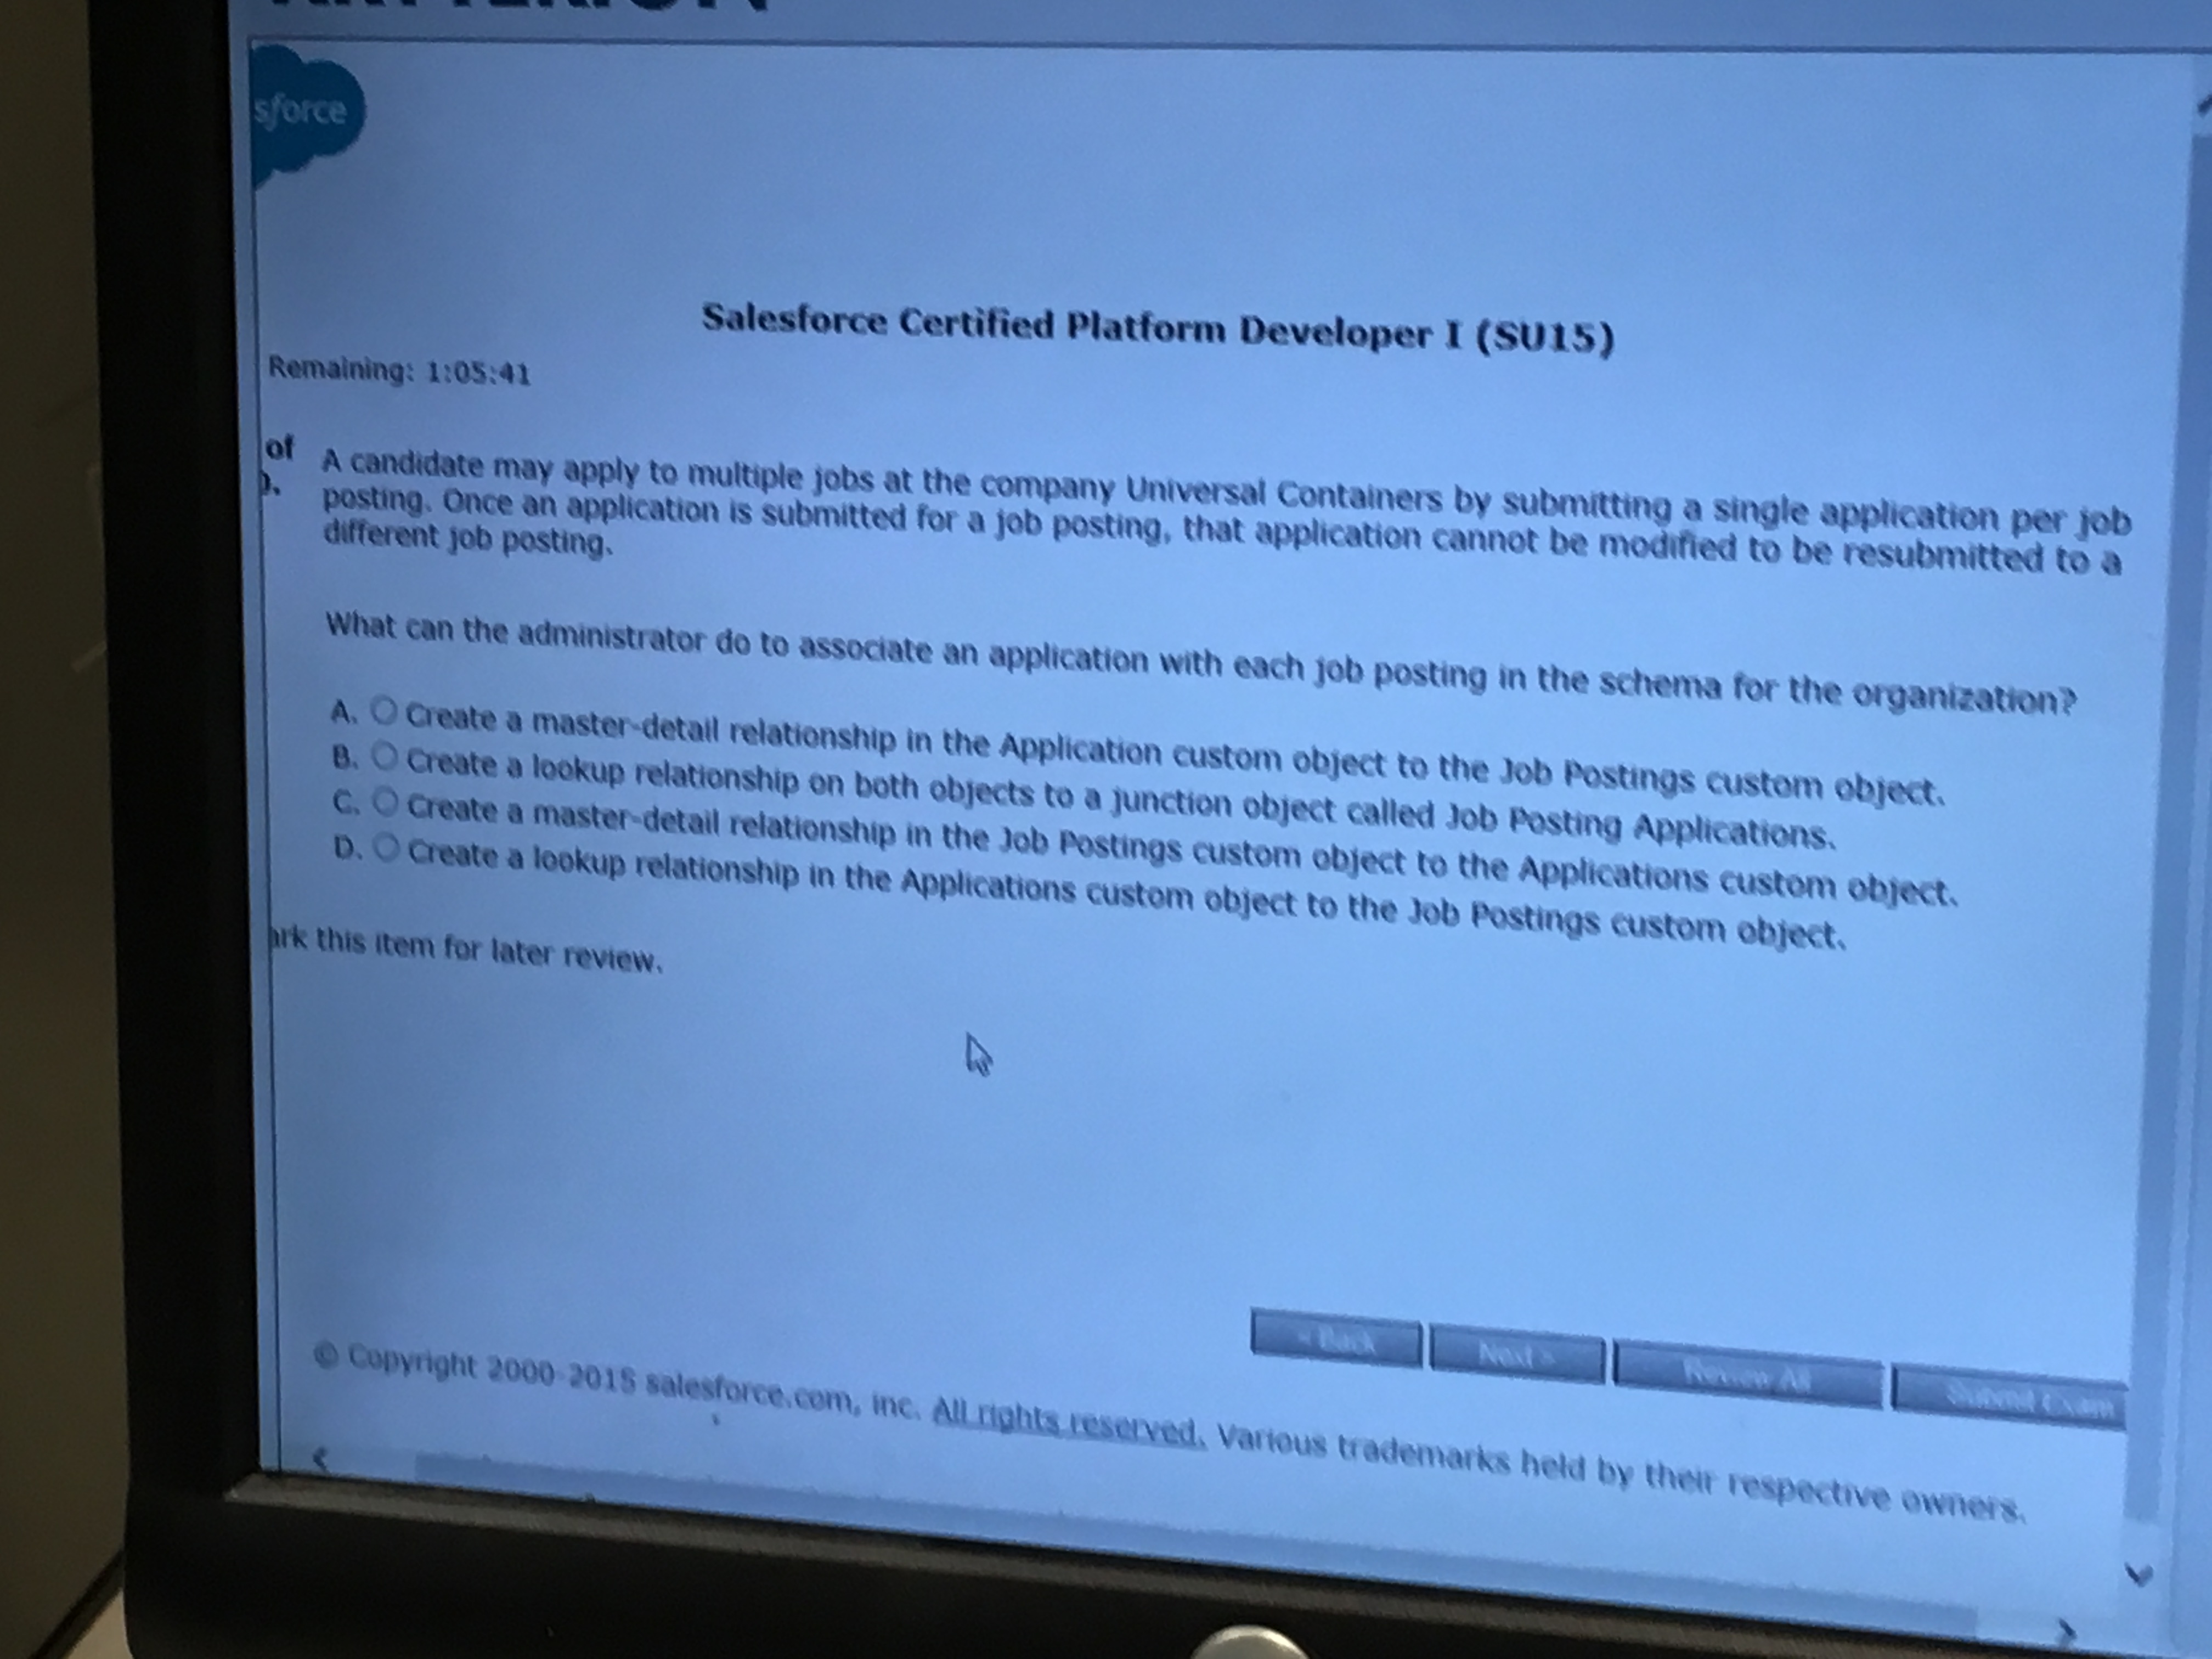 sforce
Salesforce Certified Platform Developer I (SU15)
Remaining: 1:05:41
of
A candidate may apply to multiple jobs at the company Universal Containers by submitting a single application per job
posting. Once an application is submitted for a job posting, that application cannot be modified to be resubmitted to a
different job posting.
What can the administrator do to associate an application with each job posting in the schema for the organization?
A. Create a master-detail relationship in the Application custom object to the Job Postings custom object.
B. Create a lookup relationship on both objects to a junction object called Job Posting Applications.
C. Create a master-detail relationship in the Job Postings custom object to the Applications custom object.
D. Create a lookup relationship in the Applications custom object to the Job Postings custom object.
ark this item for later review.
< Back Next > Review All Submit Exam
© Copyright 2000-2015 salesforce.com, inc. All rights reserved. Various trademarks held by their respective owners.